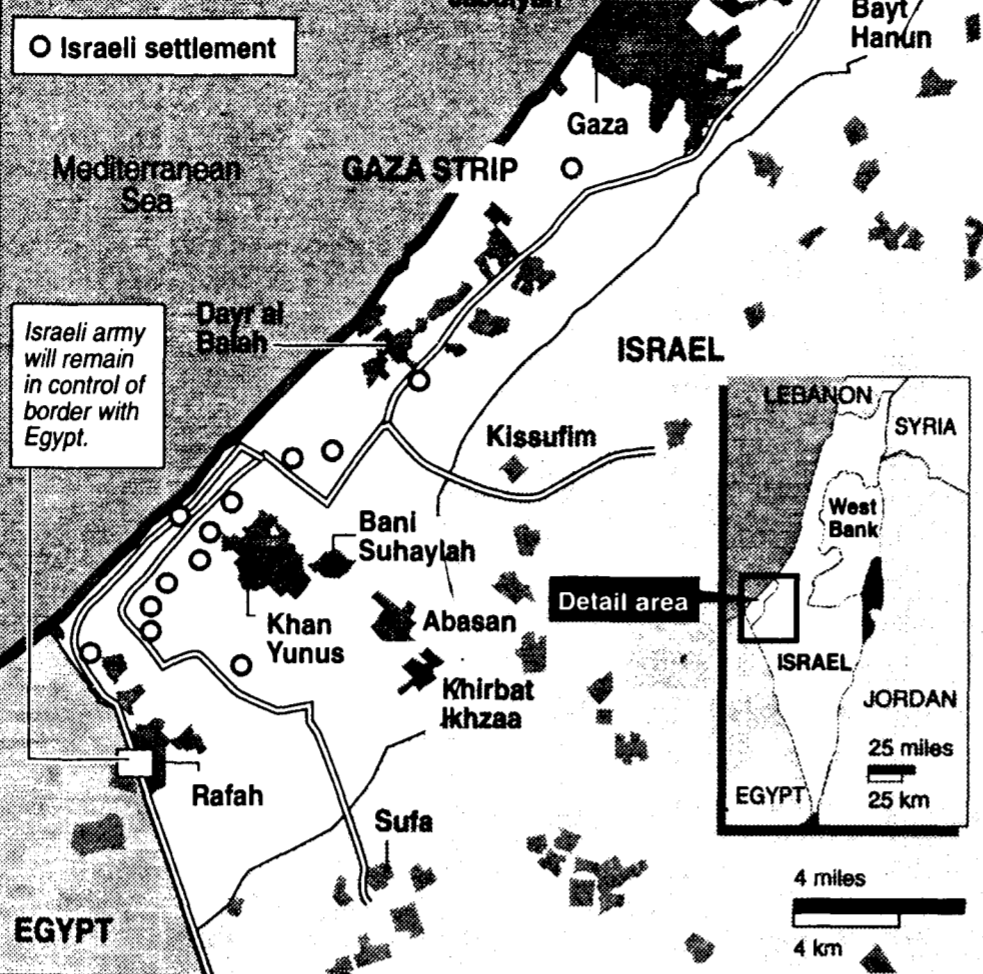 Israeli settlement
Bayt
Hanun
Gaza
Mediterranean
Sea
GAZA STRIP
Dayr al
Balah
Israeli army
will remain
in control of
border with
Egypt.
ISRAEL
Kissufim
Bani
Suhaylah
Khan
Yunus
Abasan
Khirbat
Ikhzaa
Rafah
Sufa
EGYPT
LEBANON
SYRIA
West
Bank
Detail area
ISRAEL
JORDAN
25 miles
25 km
EGYPT
4 miles
4 km